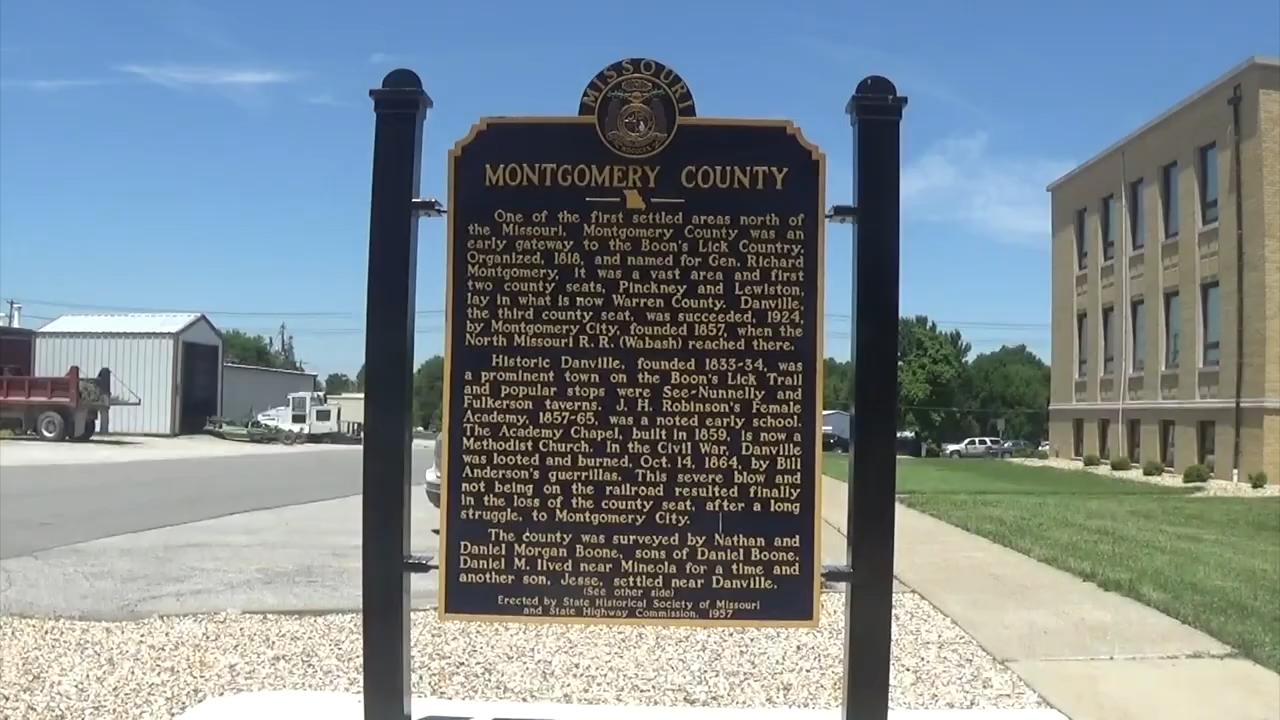 MISSOURI
MONTGOMERY COUNTY
One of the first settled areas north of
the Missouri, Montgomery County was an
early gateway to the Boon's Lick Country.
Organized, 1818, and named for Gen. Richard
Montgomery, it was a vast area and first
two county seats, Pinckney and Lewiston,
lay in what is now Warren County. Danville,
the third county seat, was succeeded, 1924,
by Montgomery City, founded 1857, when the
North Missouri R. R. (Wabash) reached there.
Historic Danville, founded 1833-34, was
a prominent town on the Boon's Lick Trail
and popular stops were See-Nunnelly and
Fulkerson taverns. J. H. Robinson's Female
Academy, 1857-65, was a noted early school.
The Academy Chapel, built in 1859, is now a
Methodist Church. In the Civil War, Danville
was looted and burned, Oct. 14, 1864, by Bill
Anderson's guerrillas. This severe blow and
not being on the railroad resulted finally
in the loss of the county seat, after a long
struggle, to Montgomery City.
The county was surveyed by Nathan and
Daniel Morgan Boone, sons of Daniel Boone.
Daniel M. lived near Mineola for a time and
another son, Jesse, settled near Danville.
(See other side)
Erected by State Historical Society of Missouri
and State Highway Commission, 1957